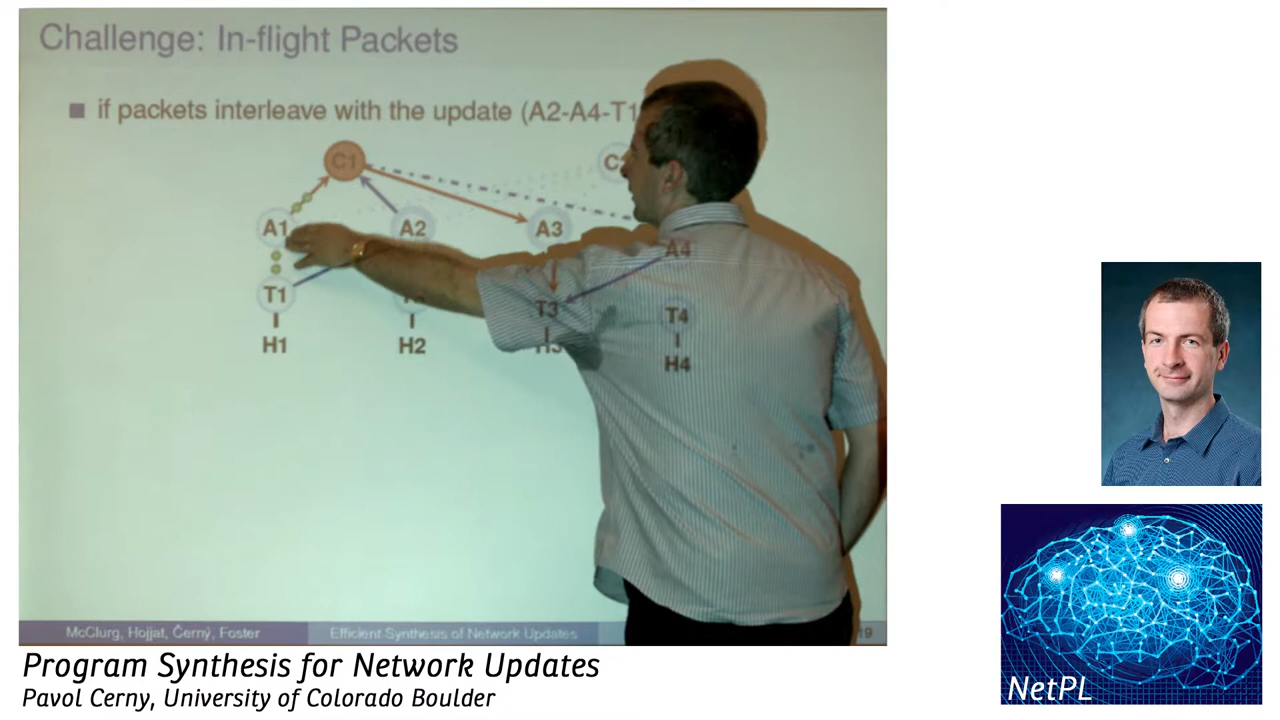 Challenge: In-flight Packets
if packets interleave with the update (A2-A4-T1
C1
A1 A2 A3 A4
T1 T3 T4
H1 H2 H3 H4
McClurg, Hojjat, Černý, Foster Efficient Synthesis of Network Updates 19
Program Synthesis for Network Updates
Pavol Cerny, University of Colorado Boulder
NetPL